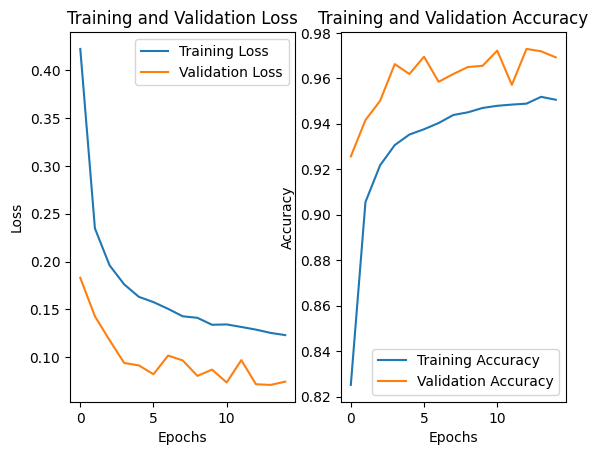 Training and Validation Loss
Training and Validation Accuracy
Training Loss
Validation Loss
0.40
0.35
0.30
0.25
0.20
0.15
0.10
Loss
0
5
10
Epochs
0.98
0.96
0.94
0.92
0.90
0.88
0.86
0.84
0.82
Accuracy
Training Accuracy
Validation Accuracy
0
5
10
Epochs